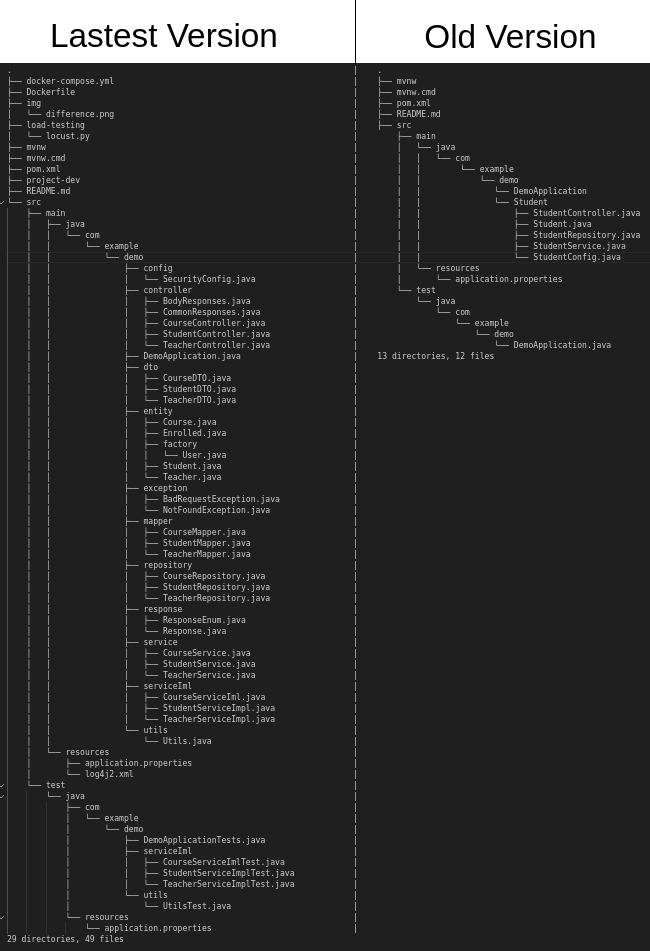 Lastest Version
.
├── docker-compose.yml
├── Dockerfile
├── img
│   └── difference.png
├── load-testing
│   └── locust.py
├── mvnw
├── mvnw.cmd
├── pom.xml
├── project-dev
├── README.md
└── src
    ├── main
    │   ├── java
    │   │   └── com
    │   │       └── example
    │   │           └── demo
    │   │               ├── config
    │   │               │   └── SecurityConfig.java
    │   │               ├── controller
    │   │               │   ├── BodyResponses.java
    │   │               │   ├── CommonResponses.java
    │   │               │   ├── CourseController.java
    │   │               │   ├── StudentController.java
    │   │               │   └── TeacherController.java
    │   │               ├── DemoApplication.java
    │   │               ├── dto
    │   │               │   ├── CourseDTO.java
    │   │               │   ├── StudentDTO.java
    │   │               │   └── TeacherDTO.java
    │   │               ├── entity
    │   │               │   ├── Course.java
    │   │               │   ├── Enrolled.java
    │   │               │   ├── factory
    │   │               │   │   └── User.java
    │   │               │   ├── Student.java
    │   │               │   └── Teacher.java
    │   │               ├── exception
    │   │               │   ├── BadRequestException.java
    │   │               │   └── NotFoundException.java
    │   │               ├── mapper
    │   │               │   ├── CourseMapper.java
    │   │               │   ├── StudentMapper.java
    │   │               │   └── TeacherMapper.java
    │   │               ├── repository
    │   │               │   ├── CourseRepository.java
    │   │               │   ├── StudentRepository.java
    │   │               │   └── TeacherRepository.java
    │   │               ├── response
    │   │               │   ├── ResponseEnum.java
    │   │               │   └── Response.java
    │   │               ├── service
    │   │               │   ├── CourseService.java
    │   │               │   ├── StudentService.java
    │   │               │   └── TeacherService.java
    │   │               ├── serviceIml
    │   │               │   ├── CourseServiceIml.java
    │   │               │   ├── StudentServiceImpl.java
    │   │               │   └── TeacherServiceImpl.java
    │   │               └── utils
    │   │                   └── Utils.java
    │   └── resources
    │       ├── application.properties
    │       └── log4j2.xml
    └── test
        └── java
            ├── com
            │   └── example
            │       └── demo
            │           ├── DemoApplicationTests.java
            │           ├── serviceIml
            │           │   ├── CourseServiceImlTest.java
            │           │   ├── StudentServiceImplTest.java
            │           │   └── TeacherServiceImplTest.java
            │           └── utils
            │               └── UtilsTest.java
            └── resources
                └── application.properties
29 directories, 49 files
Old Version
.
├── mvnw
├── mvnw.cmd
├── pom.xml
├── README.md
├── src
    ├── main
    │   └── java
    │   │   └── com
    │   │        └── example
    │   │            └── demo
    │   │               └── DemoApplication
    │   │               └── Student
    │   │                   ├── StudentController.java
    │   │                   ├── Student.java
    │   │                   ├── StudentRepository.java
    │   │                   ├── StudentService.java
    │   │                   └── StudentConfig.java
    │   └── resources
    │       └── application.properties
    └── test
        └── java
            └── com
                └── example
                    └── demo
                        └── DemoApplication.java
13 directories, 12 files